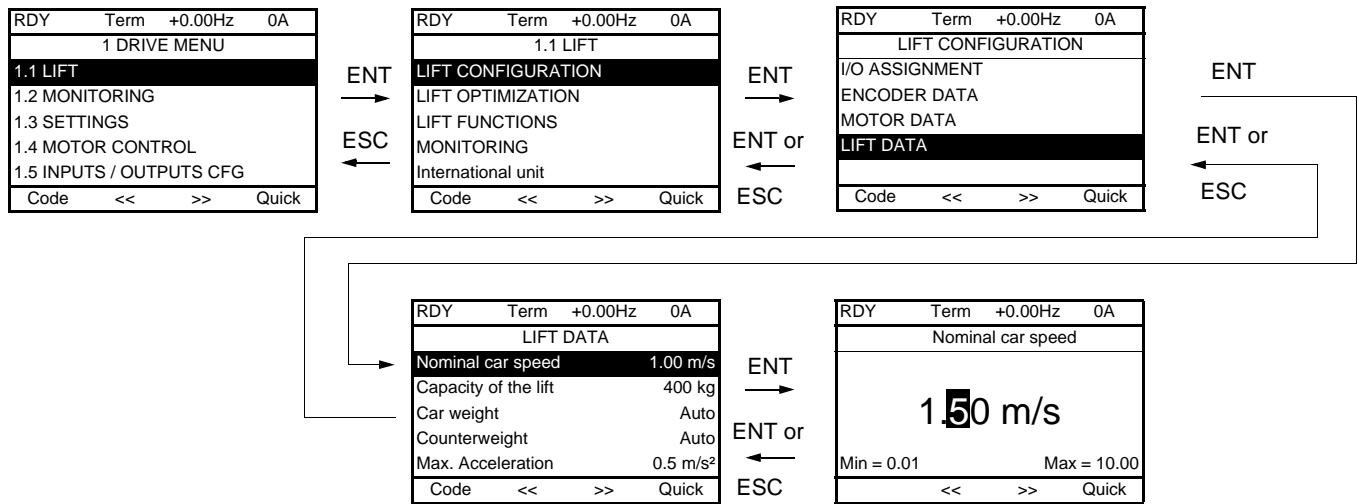 RDY Term +0.00Hz 0A
1 DRIVE MENU
1.1 LIFT
1.2 MONITORING
1.3 SETTINGS
1.4 MOTOR CONTROL
1.5 INPUTS / OUTPUTS CFG
Code << >> Quick
ENT
ESC
RDY Term +0.00Hz 0A
1.1 LIFT
LIFT CONFIGURATION
LIFT OPTIMIZATION
LIFT FUNCTIONS
MONITORING
International unit
Code << >> Quick
ENT
ENT or
ESC
RDY Term +0.00Hz 0A
LIFT CONFIGURATION
I/O ASSIGNMENT
ENCODER DATA
MOTOR DATA
LIFT DATA
Code << >> Quick
ENT
ENT or
ESC
RDY Term +0.00Hz 0A
LIFT DATA
Nominal car speed 1.00 m/s
Capacity of the lift 400 kg
Car weight Auto
Counterweight Auto
Max. Acceleration 0.5 m/s²
Code << >> Quick
ENT
ENT or
ESC
RDY Term +0.00Hz 0A
Nominal car speed
1.50 m/s
Min = 0.01 Max = 10.00
<< >> Quick